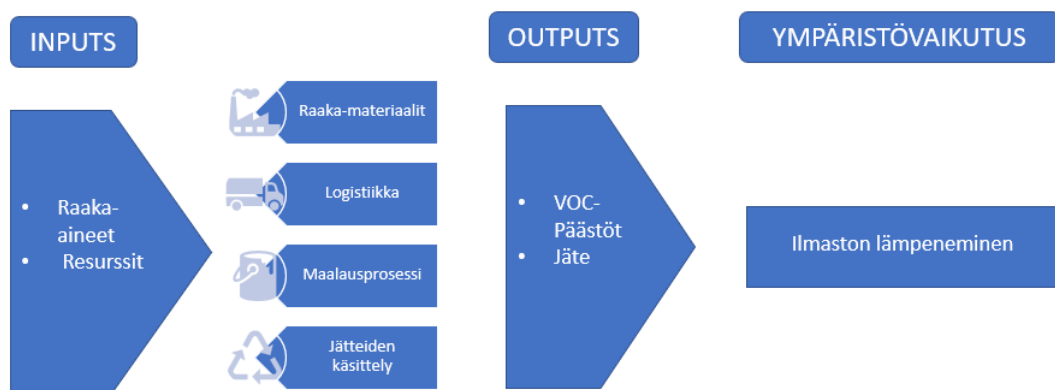 INPUTS
OUTPUTS
YMPÄRISTÖVAIKUTUS
• Raaka-
aineet
• Resurssit
Raaka-materiaalit
Logistiikka
Maalausprosessi
Jätteiden
käsittely
• VOC-
Päästöt
• Jäte
Ilmaston lämpeneminen